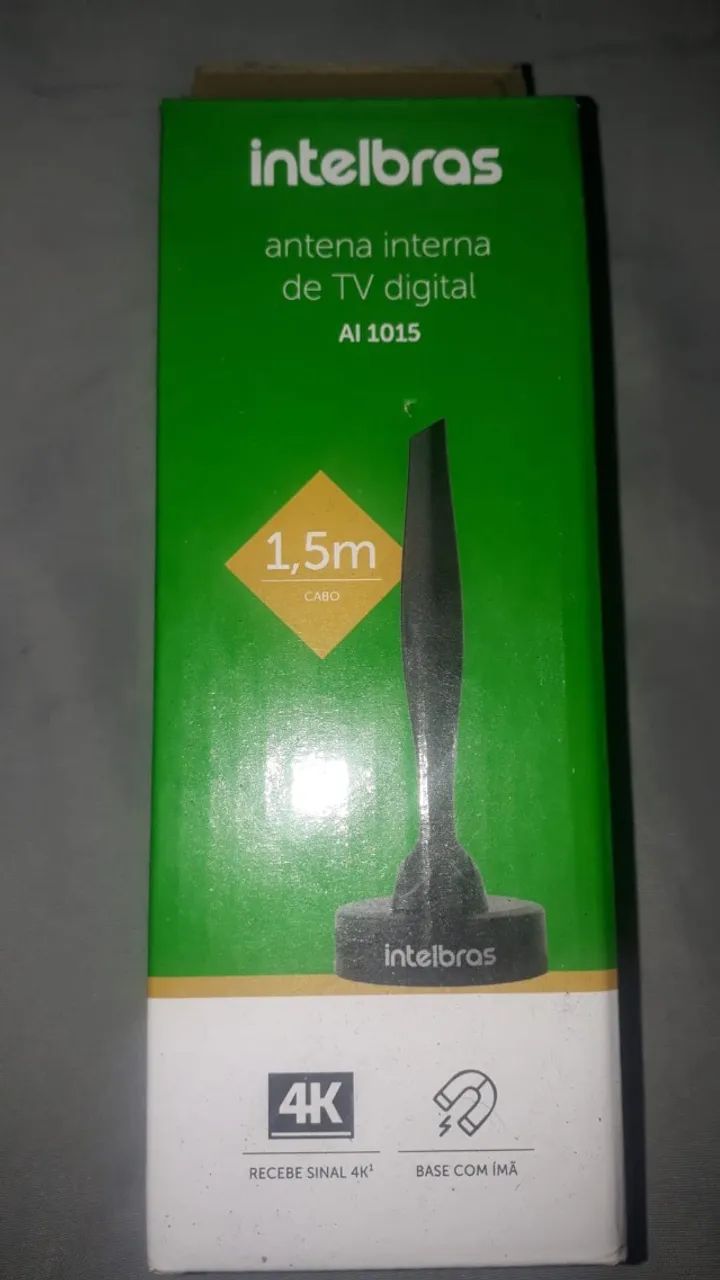 intelbras
antena interna
de TV digital
AI 1015
1,5m
CABO
intelbras
4K
RECEBE SINAL 4K¹
BASE COM ÍMÃ